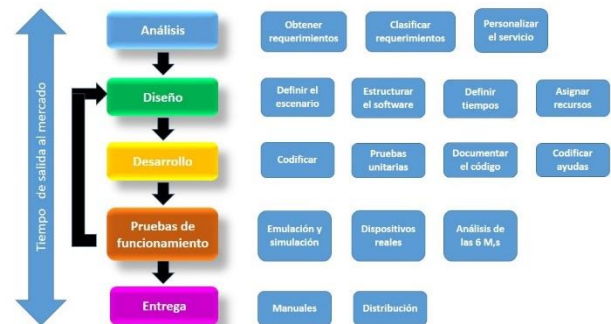 Tiempo de salida al mercado
Análisis
Obtener
requerimientos
Clasificar
requerimientos
Personalizar
el servicio
Diseño
Definir el
escenario
Estructurar
el software
Definir
tiempos
Asignar
recursos
Desarrollo
Codificar
Pruebas
unitarias
Documentar
el código
Codificar
ayudas
Pruebas de
funcionamiento
Emulación y
simulación
Dispositivos
reales
Análisis de
las 6 M,s
Entrega
Manuales
Distribución